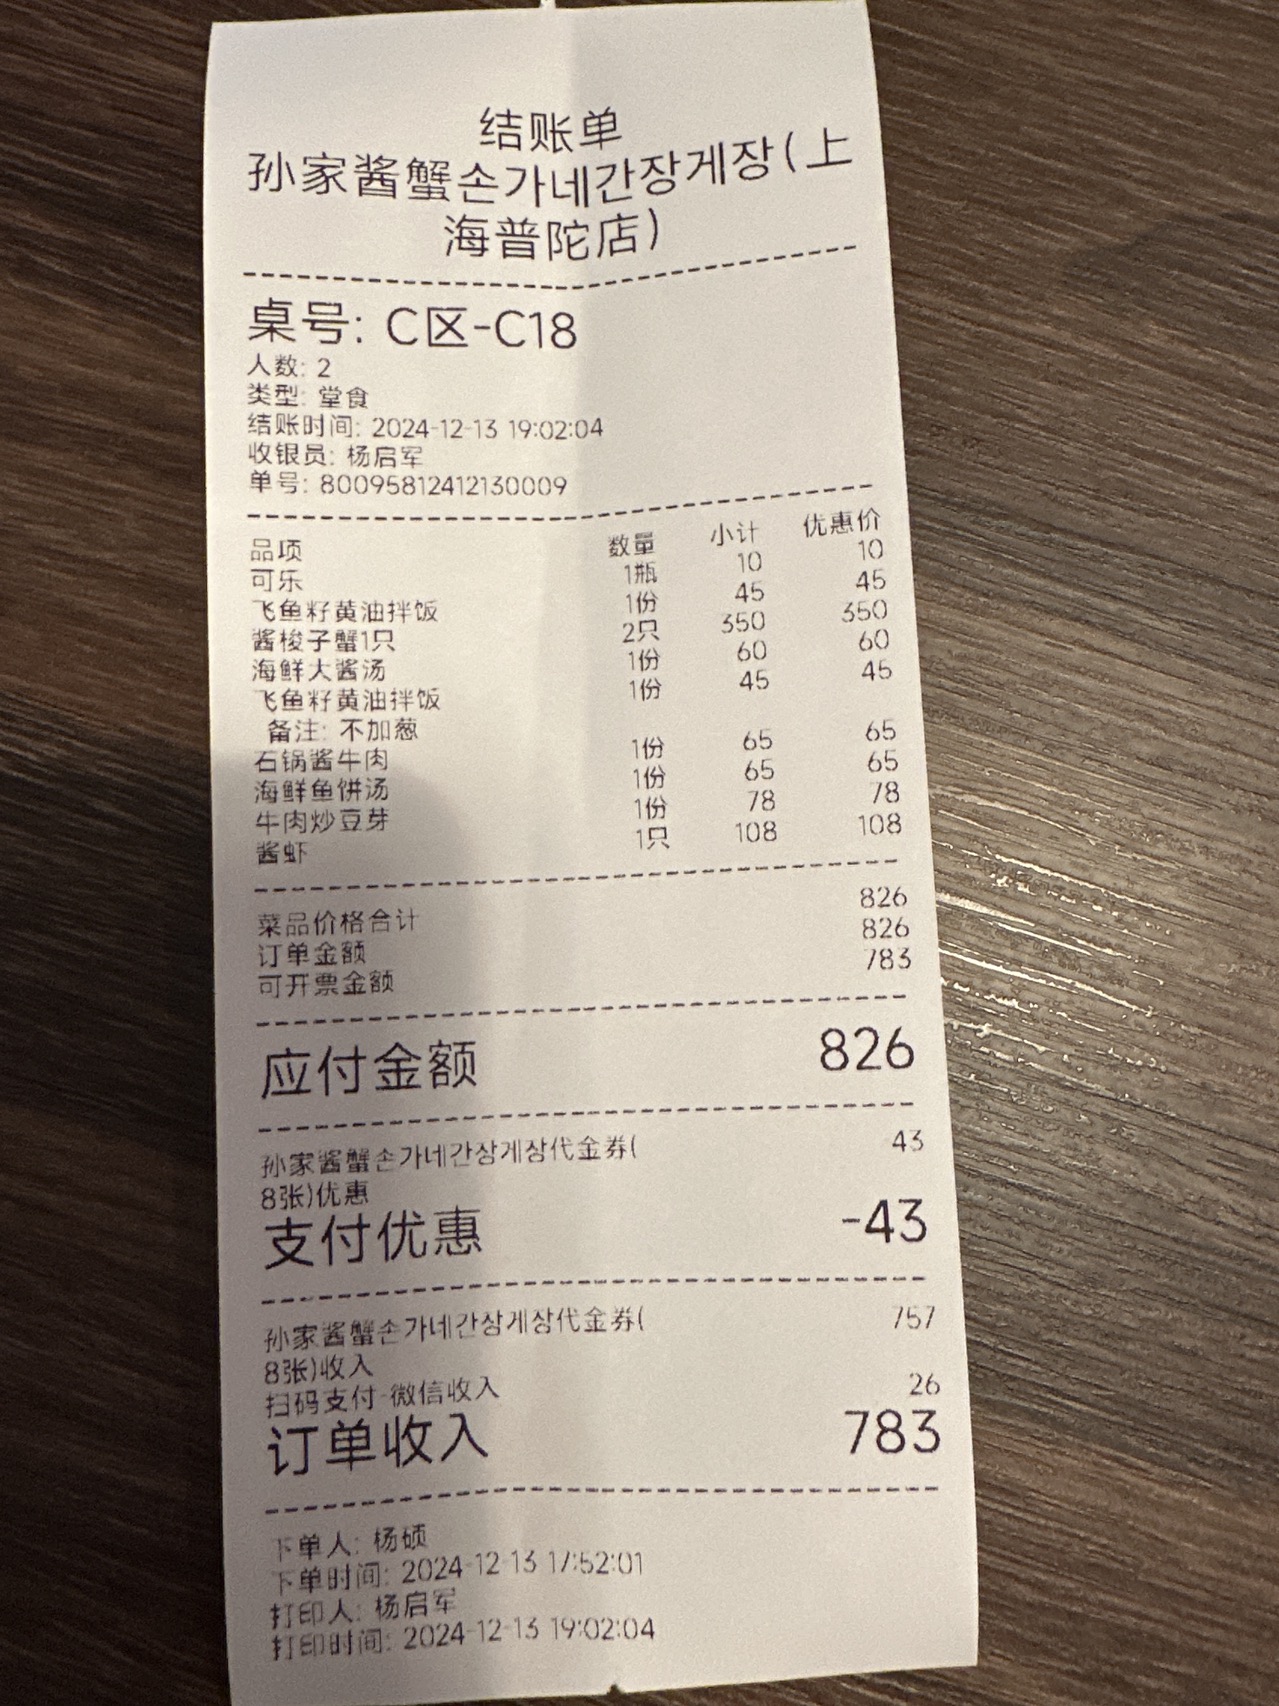 结账单
孙家酱蟹손가네간장게장(上
海普陀店)
桌号: C区-C18
人数: 2
类型: 堂食
结账时间: 2024-12-13 19:02:04
收银员: 杨启军
单号: 80095812412130009
品项 数量 小计 优惠价
可乐 1瓶 10 10
飞鱼籽黄油拌饭 1份 45 45
酱梭子蟹1只 2只 350 350
海鲜大酱汤 1份 60 60
飞鱼籽黄油拌饭 1份 45 45
备注: 不加葱
石锅酱牛肉 1份 65 65
海鲜鱼饼汤 1份 65 65
牛肉炒豆芽 1份 78 78
酱虾 1只 108 108
菜品价格合计 826
订单金额 826
可开票金额 783
应付金额 826
孙家酱蟹손가네간장게장代金券( 43
8张)优惠
支付优惠 -43
孙家酱蟹손가네간장게장代金券( 757
8张)收入
扫码支付-微信收入 26
订单收入 783
下单人: 杨硕
下单时间: 2024-12-13 17:52:01
打印人: 杨启军
打印时间: 2024-12-13 19:02:04